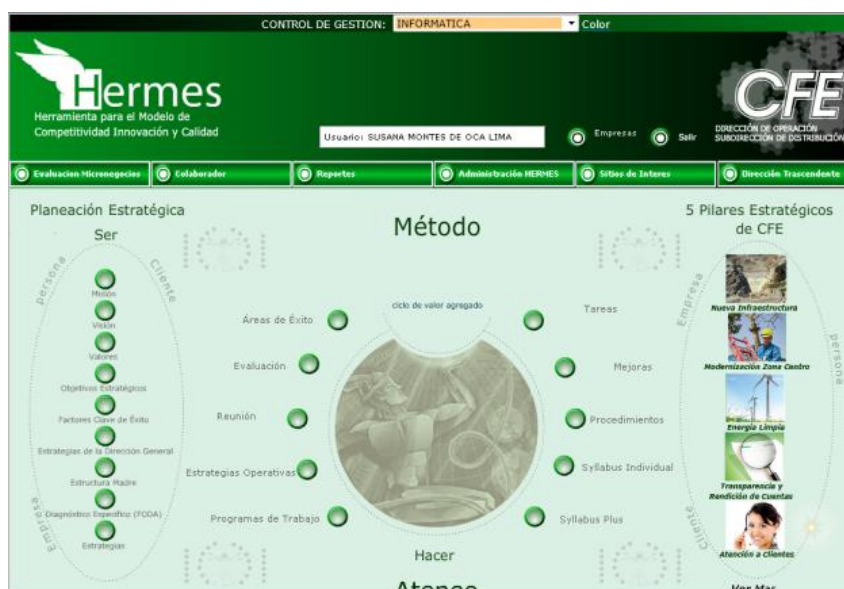 CONTROL DE GESTION: INFORMATICA Color
Hermes
Herramienta para el Modelo de
Competitividad Innovación y Calidad
Usuario: SUSANA MONTES DE OCA LIMA
Empresas
Salir
CFE
DIRECCIÓN DE OPERACIÓN
SUBDIRECCIÓN DE DISTRIBUCIÓN
Evaluacion Micronegocios
Colaborador
Reportes
Administración HERMES
Sitios de Interes
Dirección Trascendente
Planeación Estratégica
Ser
persona
Cliente
Misión
Visión
Valores
Objetivos Estratégicos
Factores Clave de Éxito
Estrategias de la Dirección General
Estructura Madre
Diagnóstico Específico (FODA)
Estrategias
Empresa
Método
ciclo de valor agregado
Áreas de Éxito
Evaluación
Reunión
Estrategias Operativas
Programas de Trabajo
Tareas
Mejoras
Procedimientos
Syllabus Individual
Syllabus Plus
Hacer
Ateneo
5 Pilares Estratégicos
de CFE
Empresa
persona
Nueva Infraestructura
Modernización Zona Centro
Energía Limpia
Transparencia y
Rendición de Cuentas
Atención a Clientes
Cliente
Ver Mas